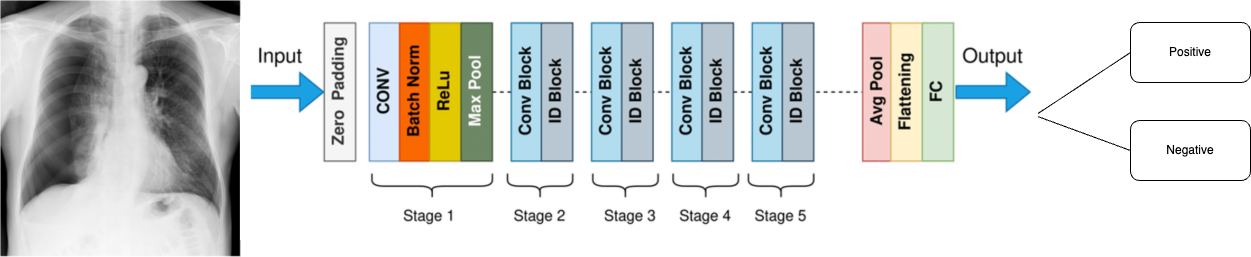 Input
Zero Padding
CONV
Batch Norm
ReLu
Max Pool
Stage 1
Conv Block
ID Block
Stage 2
Conv Block
ID Block
Stage 3
Conv Block
ID Block
Stage 4
Conv Block
ID Block
Stage 5
Avg Pool
Flattening
FC
Output
Positive
Negative